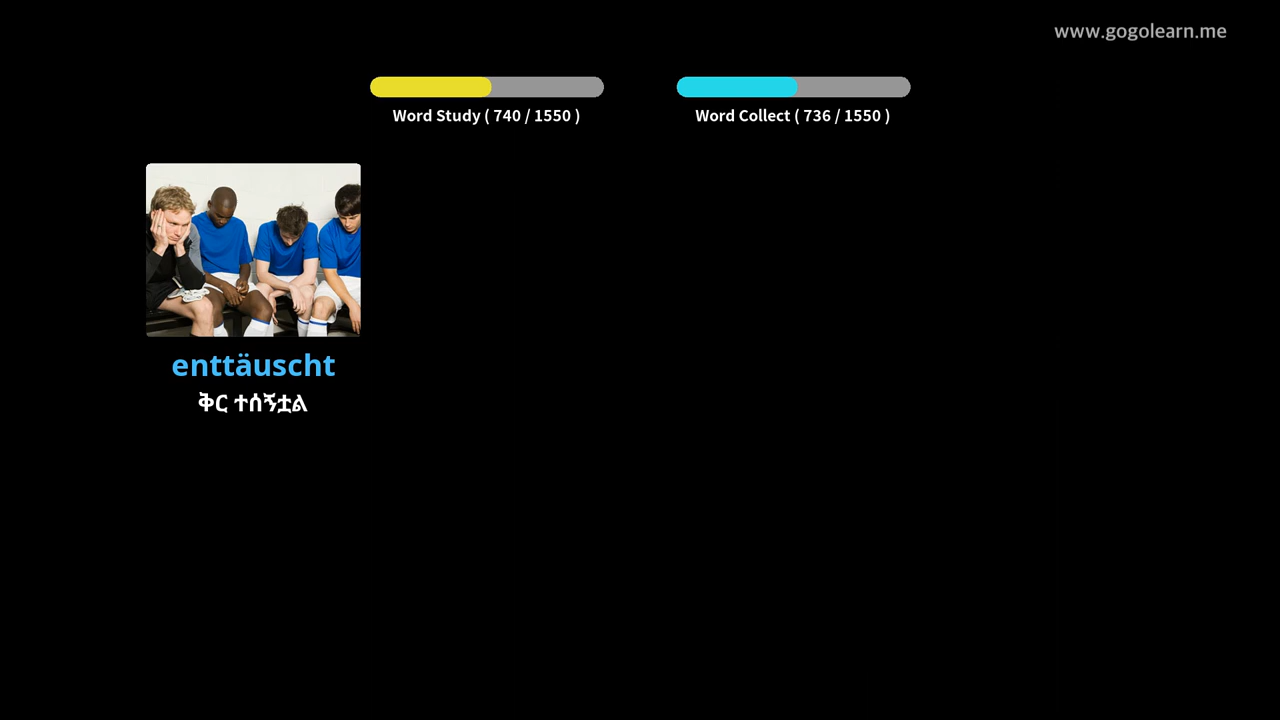 www.gogolearn.me
Word Study ( 740 / 1550 )
Word Collect ( 736 / 1550 )
enttäuscht
ቅር ተሰኝቷል